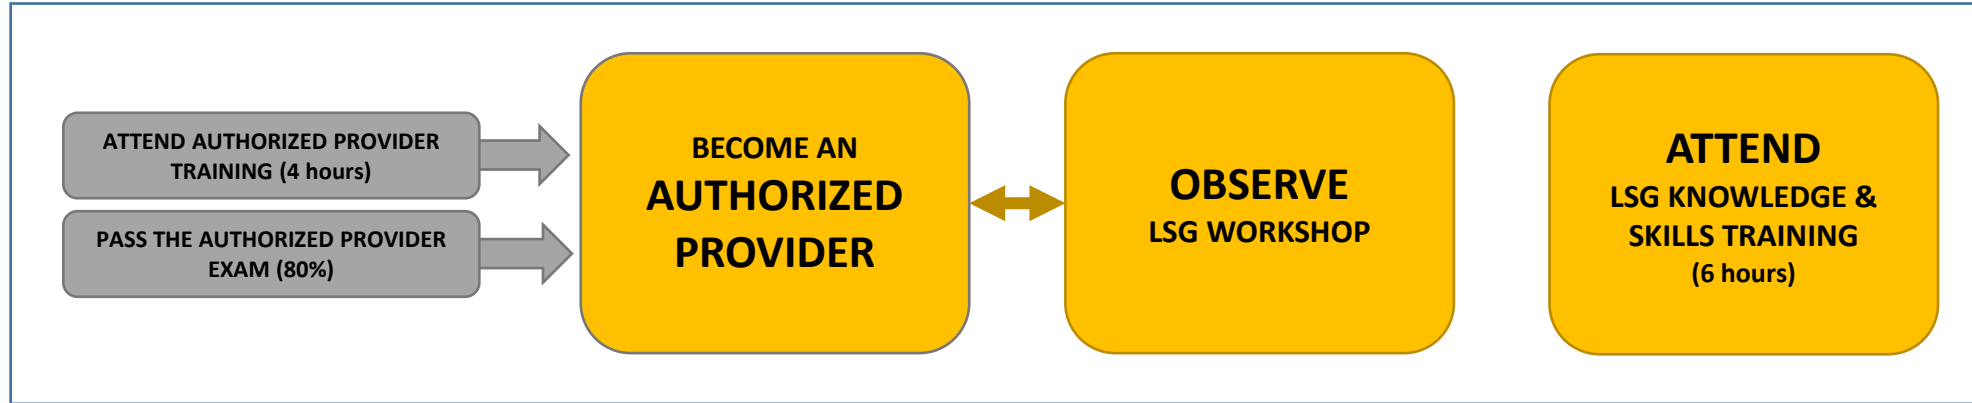 ATTEND AUTHORIZED PROVIDER
TRAINING (4 hours)
PASS THE AUTHORIZED PROVIDER
EXAM (80%)
BECOME AN
AUTHORIZED
PROVIDER
OBSERVE
LSG WORKSHOP
ATTEND
LSG KNOWLEDGE &
SKILLS TRAINING
(6 hours)